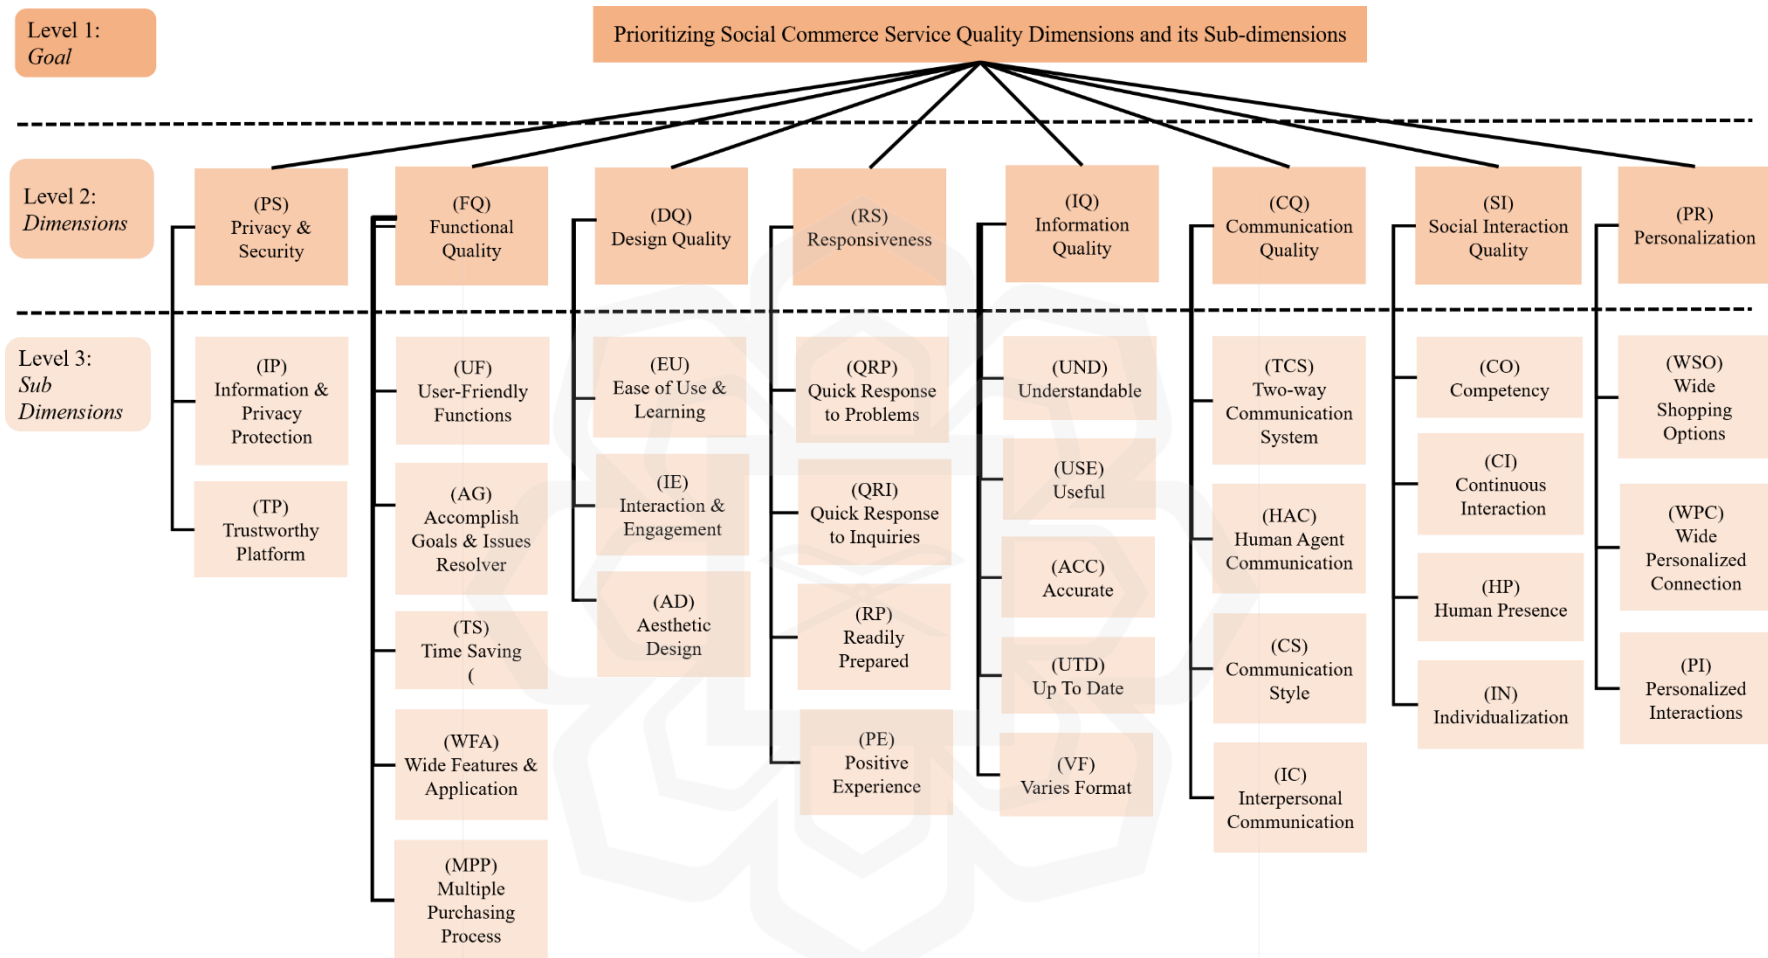 Level 1:
Goal
Prioritizing Social Commerce Service Quality Dimensions and its Sub-dimensions
Level 2:
Dimensions
(PS)
Privacy &
Security
(FQ)
Functional
Quality
(DQ)
Design Quality
(RS)
Responsiveness
(IQ)
Information
Quality
(CQ)
Communication
Quality
(SI)
Social Interaction
Quality
(PR)
Personalization
Level 3:
Sub
Dimensions
(IP)
Information &
Privacy
Protection
(TP)
Trustworthy
Platform
(UF)
User-Friendly
Functions
(AG)
Accomplish
Goals & Issues
Resolver
(TS)
Time Saving
(
(WFA)
Wide Features &
Application
(MPP)
Multiple
Purchasing
Process
(EU)
Ease of Use &
Learning
(IE)
Interaction &
Engagement
(AD)
Aesthetic
Design
(QRP)
Quick Response
to Problems
(QRI)
Quick Response
to Inquiries
(RP)
Readily
Prepared
(PE)
Positive
Experience
(UND)
Understandable
(USE)
Useful
(ACC)
Accurate
(UTD)
Up To Date
(VF)
Varies Format
(TCS)
Two-way
Communication
System
(HAC)
Human Agent
Communication
(CS)
Communication
Style
(IC)
Interpersonal
Communication
(CO)
Competency
(CI)
Continuous
Interaction
(HP)
Human Presence
(IN)
Individualization
(WSO)
Wide
Shopping
Options
(WPC)
Wide
Personalized
Connection
(PI)
Personalized
Interactions